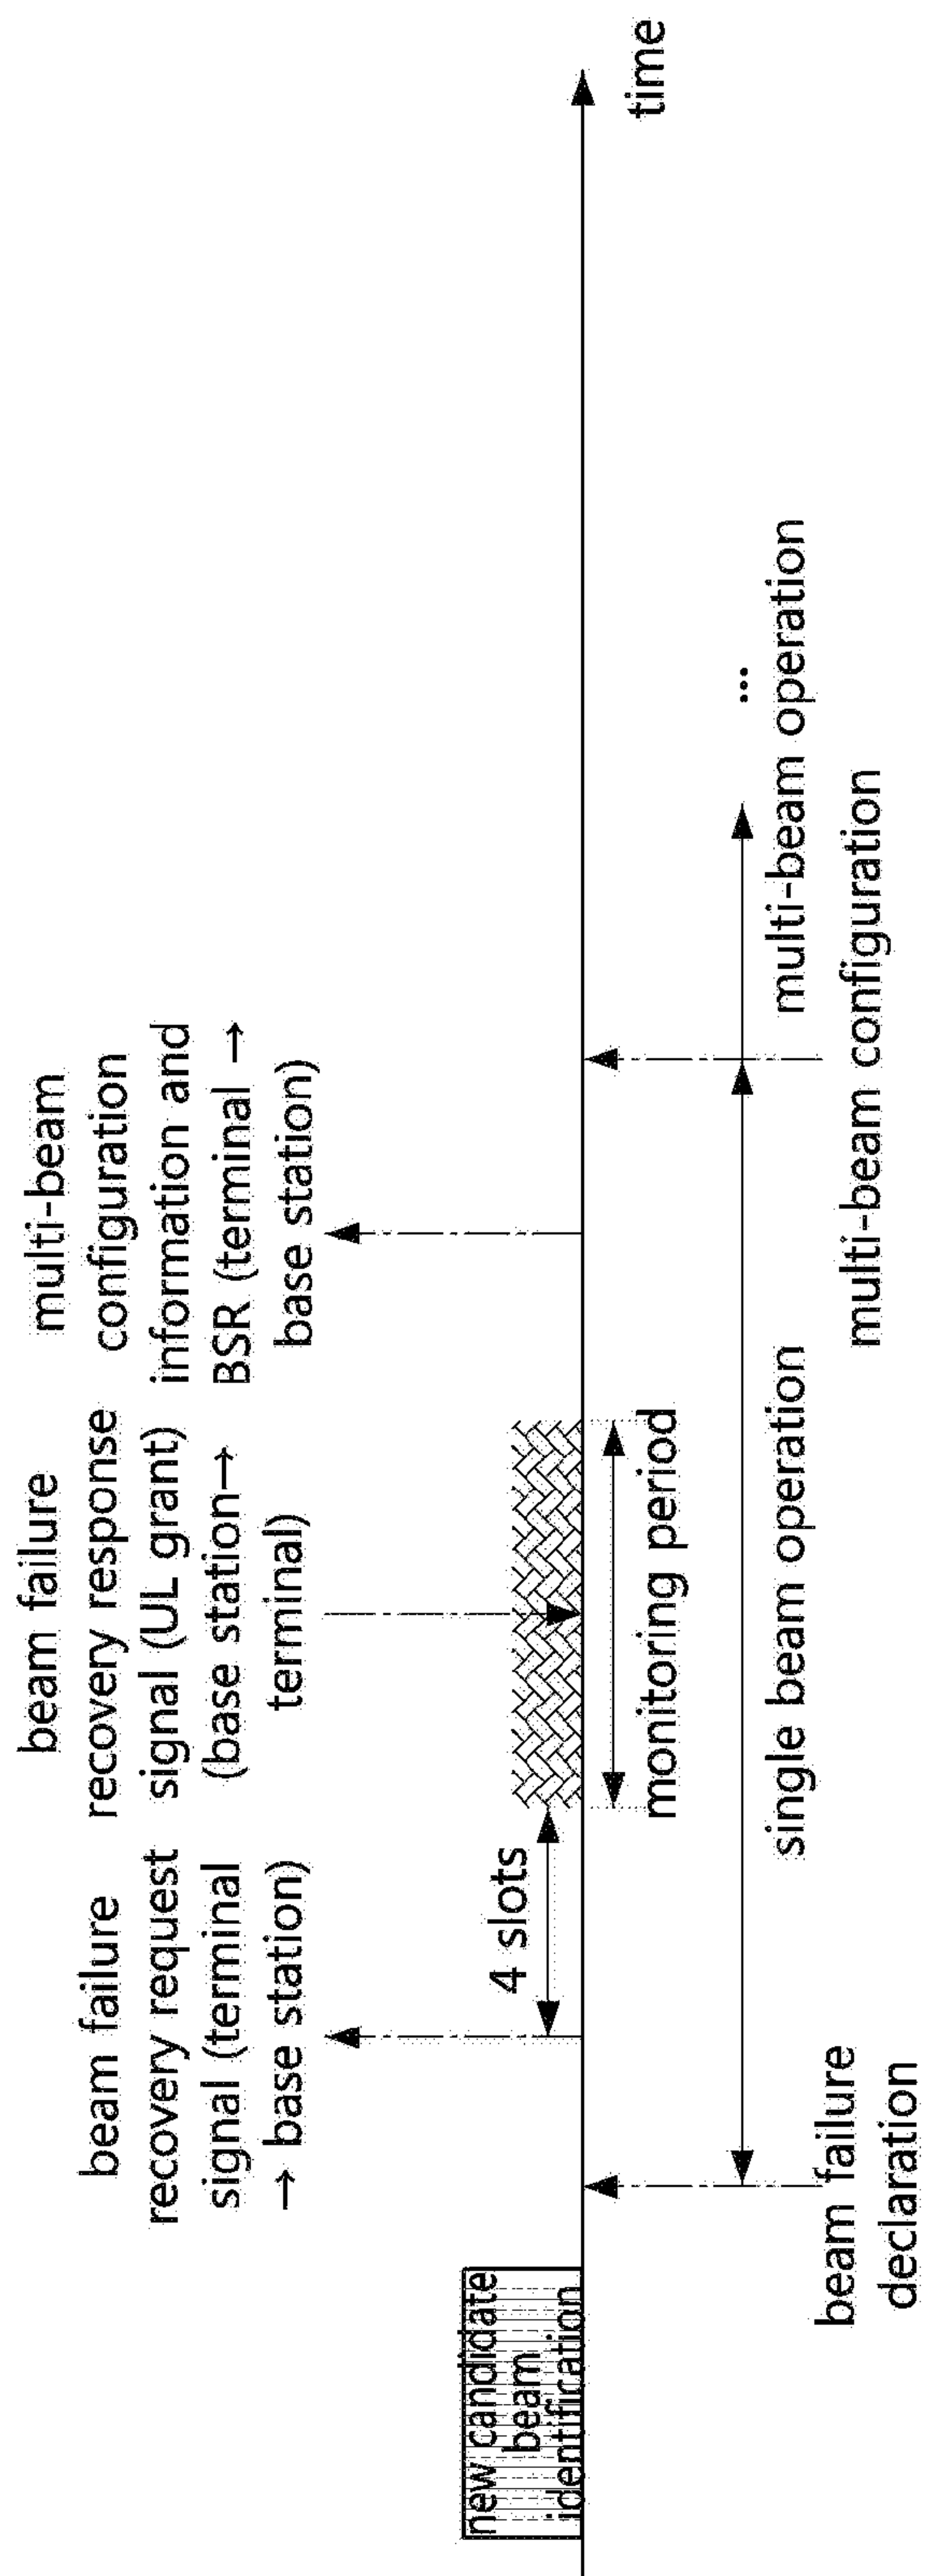 beam failure
recovery request
signal (terminal
→ base station)
beam failure
recovery response
signal (UL grant)
(base station→
terminal)
multi-beam
configuration
information and
BSR (terminal →
base station)
new candidate
beam
identification
4 slots
time
monitoring period
single beam operation
...
multi-beam operation
beam failure
declaration
multi-beam configuration